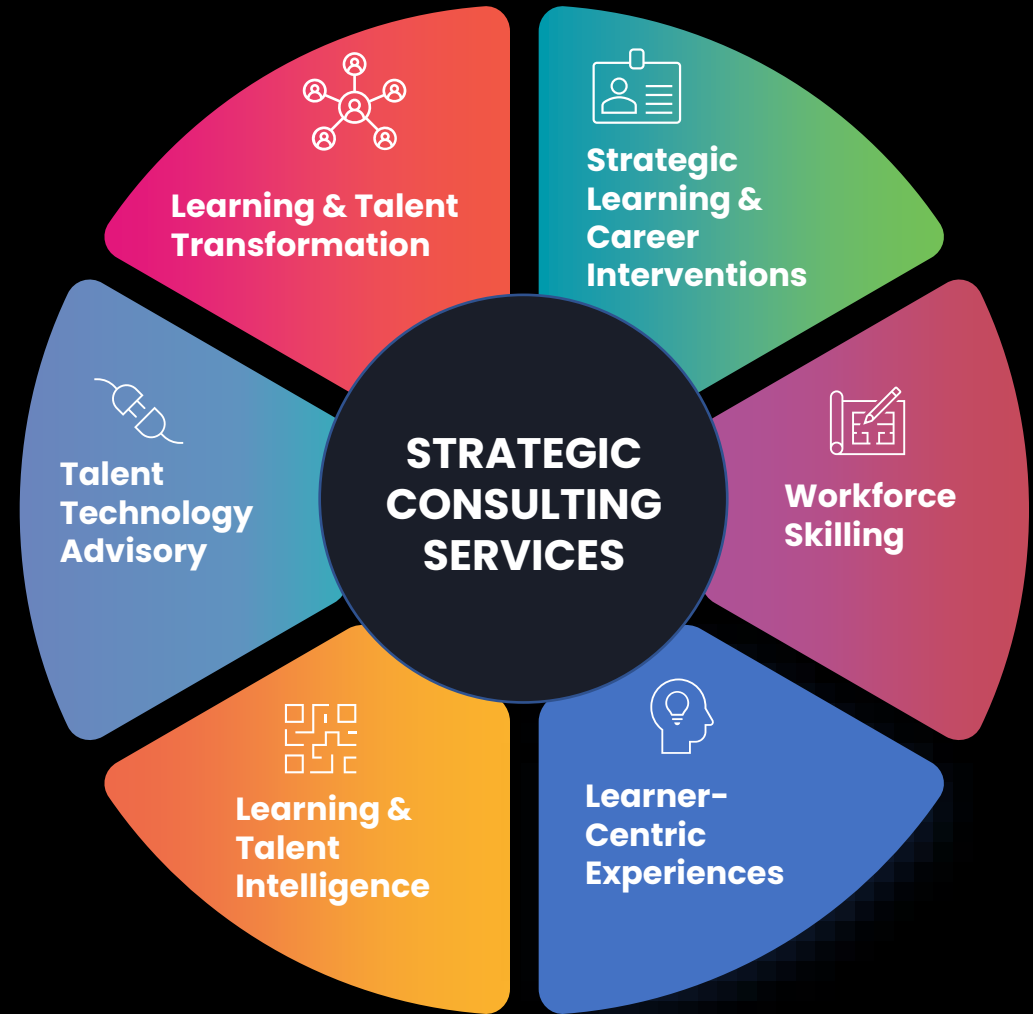 Learning & Talent
Transformation
Strategic
Learning &
Career
Interventions
Talent
Technology
Advisory
STRATEGIC
CONSULTING
SERVICES
Workforce
Skilling
Learning &
Talent
Intelligence
Learner-
Centric
Experiences